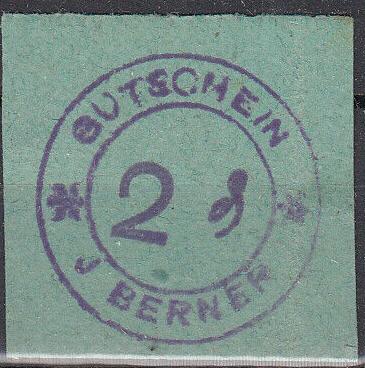 GUTSCHEIN
2 ₰
J BERNER